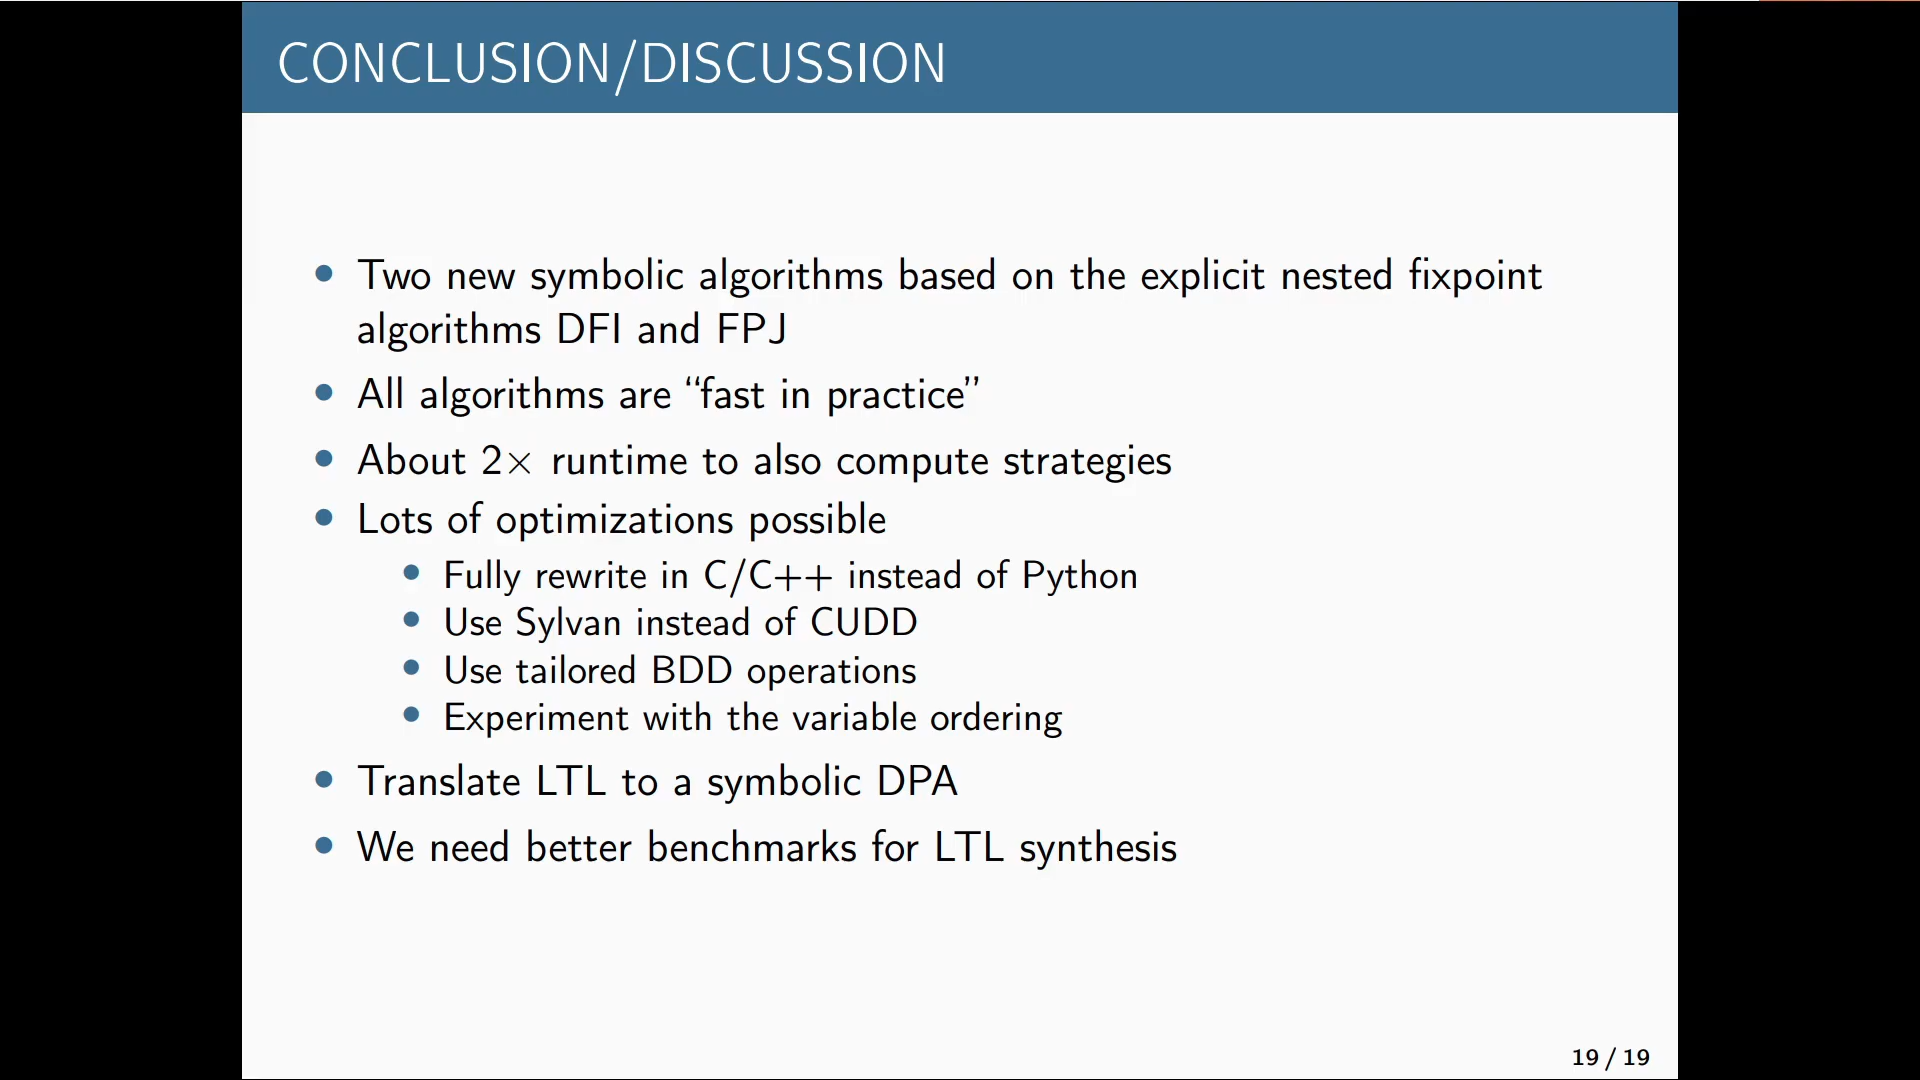 CONCLUSION/DISCUSSION
• Two new symbolic algorithms based on the explicit nested fixpoint
algorithms DFI and FPJ
• All algorithms are “fast in practice”
• About 2× runtime to also compute strategies
• Lots of optimizations possible
• Fully rewrite in C/C++ instead of Python
• Use Sylvan instead of CUDD
• Use tailored BDD operations
• Experiment with the variable ordering
• Translate LTL to a symbolic DPA
• We need better benchmarks for LTL synthesis
19 / 19